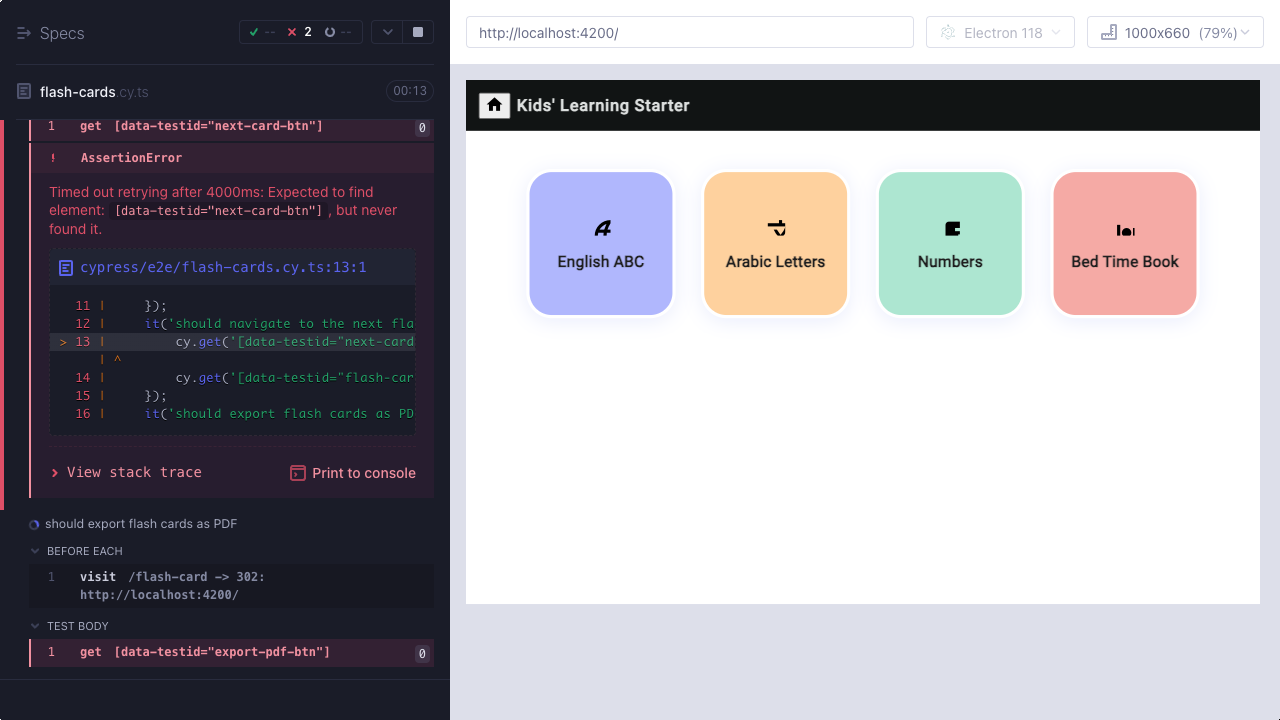 Specs
--
2
--
flash-cards.cy.ts
00:13
1 get [data-testid="next-card-btn"] 0
! AssertionError
Timed out retrying after 4000ms: Expected to find
element: [data-testid="next-card-btn"] , but never
found it.
cypress/e2e/flash-cards.cy.ts:13:1
11 | });
12 | it('should navigate to the next fla
> 13 | cy.get('[data-testid="next-card
| ^
14 | cy.get('[data-testid="flash-car
15 | });
16 | it('should export flash cards as PD
> View stack trace
Print to console
should export flash cards as PDF
BEFORE EACH
1 visit /flash-card -> 302:
http://localhost:4200/
TEST BODY
1 get [data-testid="export-pdf-btn"] 0
http://localhost:4200/
Electron 118
1000x660 (79%)
Kids' Learning Starter
English ABC
Arabic Letters
Numbers
Bed Time Book